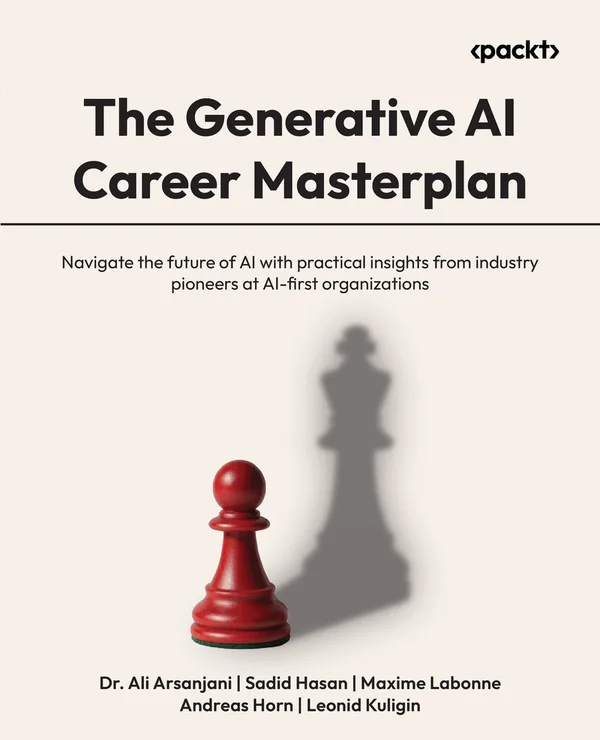 <packt>
The Generative AI
Career Masterplan
Navigate the future of AI with practical insights from industry
pioneers at AI-first organizations
Dr. Ali Arsanjani | Sadid Hasan | Maxime Labonne
Andreas Horn | Leonid Kuligin